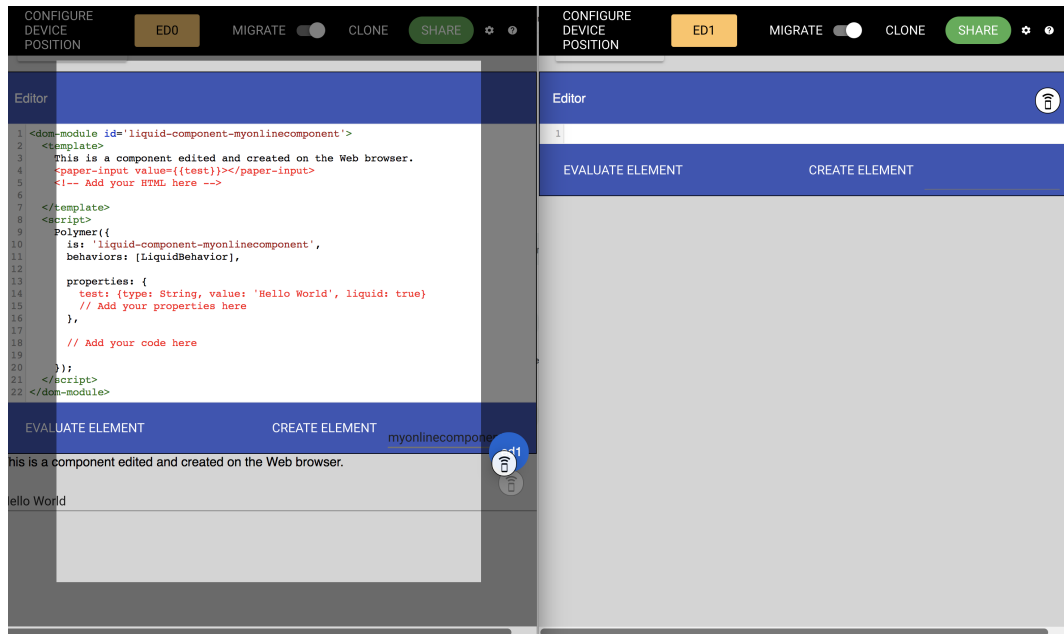 CONFIGURE
DEVICE
POSITION
ED0
MIGRATE
CLONE
SHARE
Editor
1 <dom-module id='liquid-component-myonlinecomponent'>
2 <template>
3 This is a component edited and created on the Web browser.
4 <paper-input value={{test}}></paper-input>
5 <!-- Add your HTML here -->
6
7 </template>
8 <script>
9 Polymer({
10 is: 'liquid-component-myonlinecomponent',
11 behaviors: [LiquidBehavior],
12
13 properties: {
14 test: {type: String, value: 'Hello World', liquid: true}
15 // Add your properties here
16 },
17
18 // Add your code here
19
20 });
21 </script>
22 </dom-module>
EVALUATE ELEMENT
CREATE ELEMENT
myonlinecompone
ed1
his is a component edited and created on the Web browser.
ello World
CONFIGURE
DEVICE
POSITION
ED1
MIGRATE
CLONE
SHARE
Editor
1
EVALUATE ELEMENT
CREATE ELEMENT